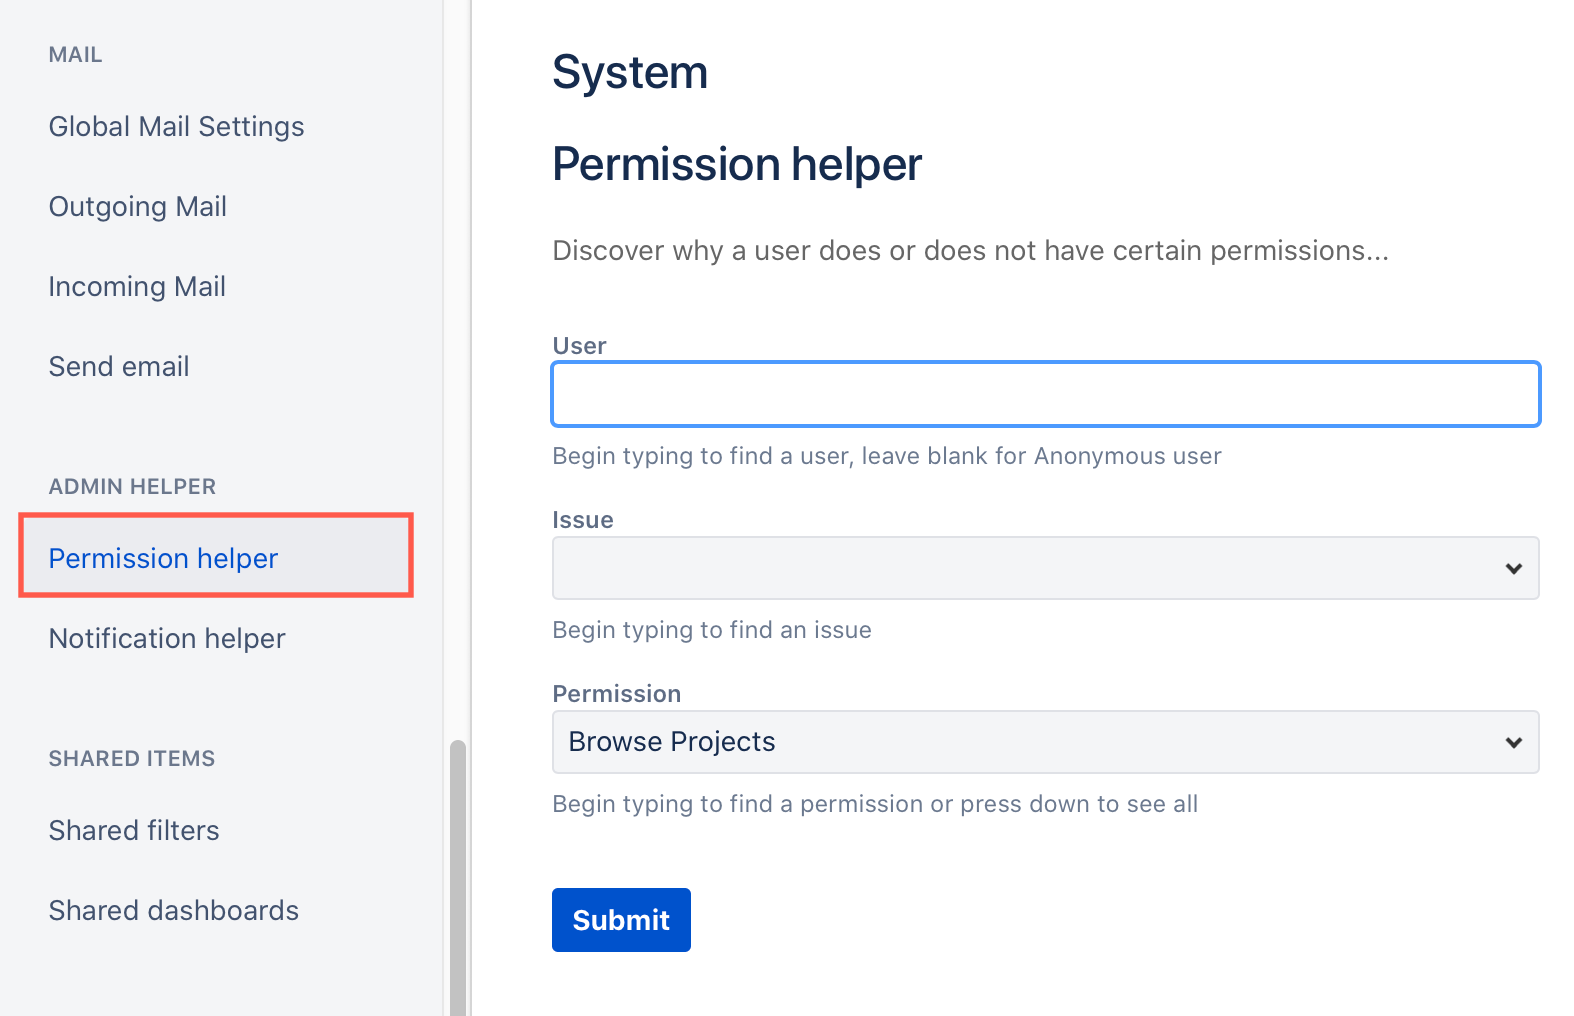 MAIL
Global Mail Settings
Outgoing Mail
Incoming Mail
Send email
ADMIN HELPER
Permission helper
Notification helper
SHARED ITEMS
Shared filters
Shared dashboards
System
Permission helper
Discover why a user does or does not have certain permissions...
User
Begin typing to find a user, leave blank for Anonymous user
Issue
Begin typing to find an issue
Permission
Browse Projects
Begin typing to find a permission or press down to see all
Submit